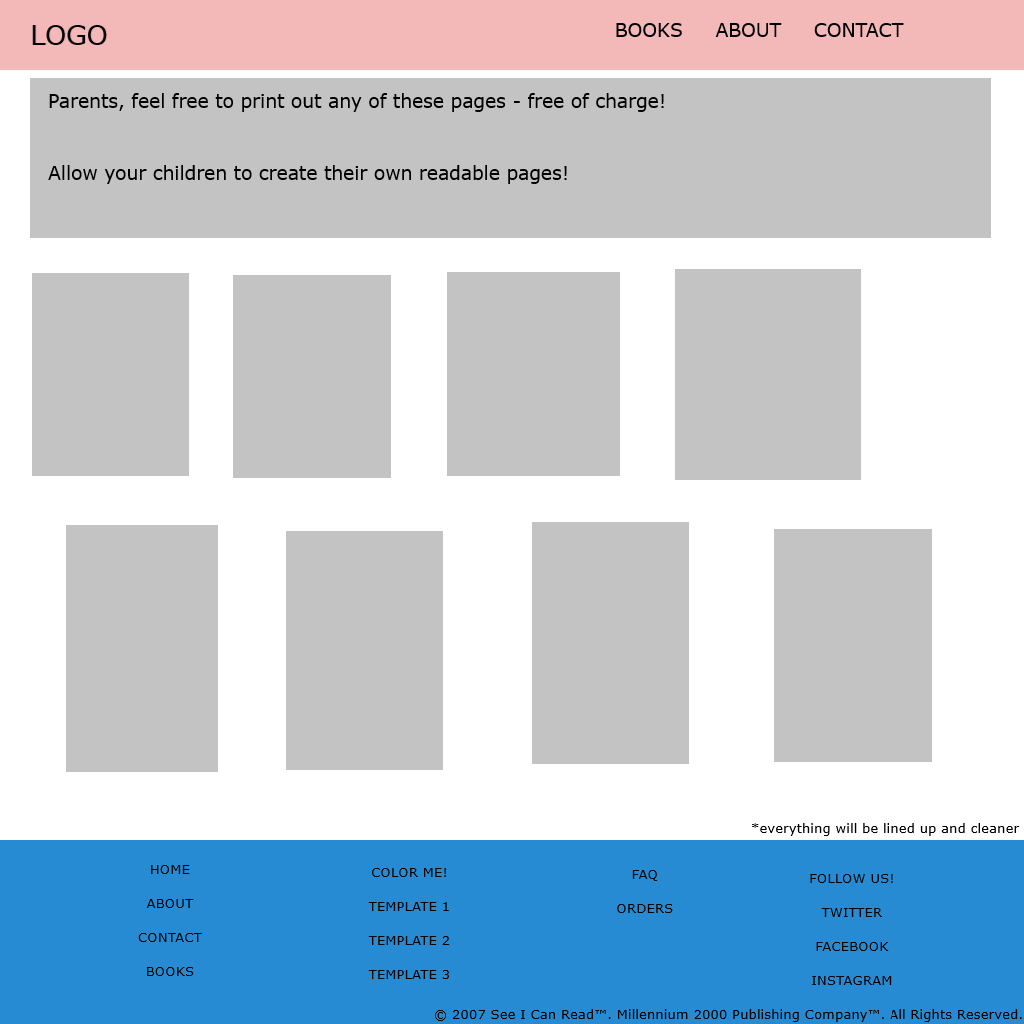 LOGO
BOOKS ABOUT CONTACT
Parents, feel free to print out any of these pages - free of charge!
Allow your children to create their own readable pages!
*everything will be lined up and cleaner
HOME
ABOUT
CONTACT
BOOKS
COLOR ME!
TEMPLATE 1
TEMPLATE 2
TEMPLATE 3
FAQ
ORDERS
FOLLOW US!
TWITTER
FACEBOOK
INSTAGRAM
© 2007 See I Can Read™. Millennium 2000 Publishing Company™. All Rights Reserved.